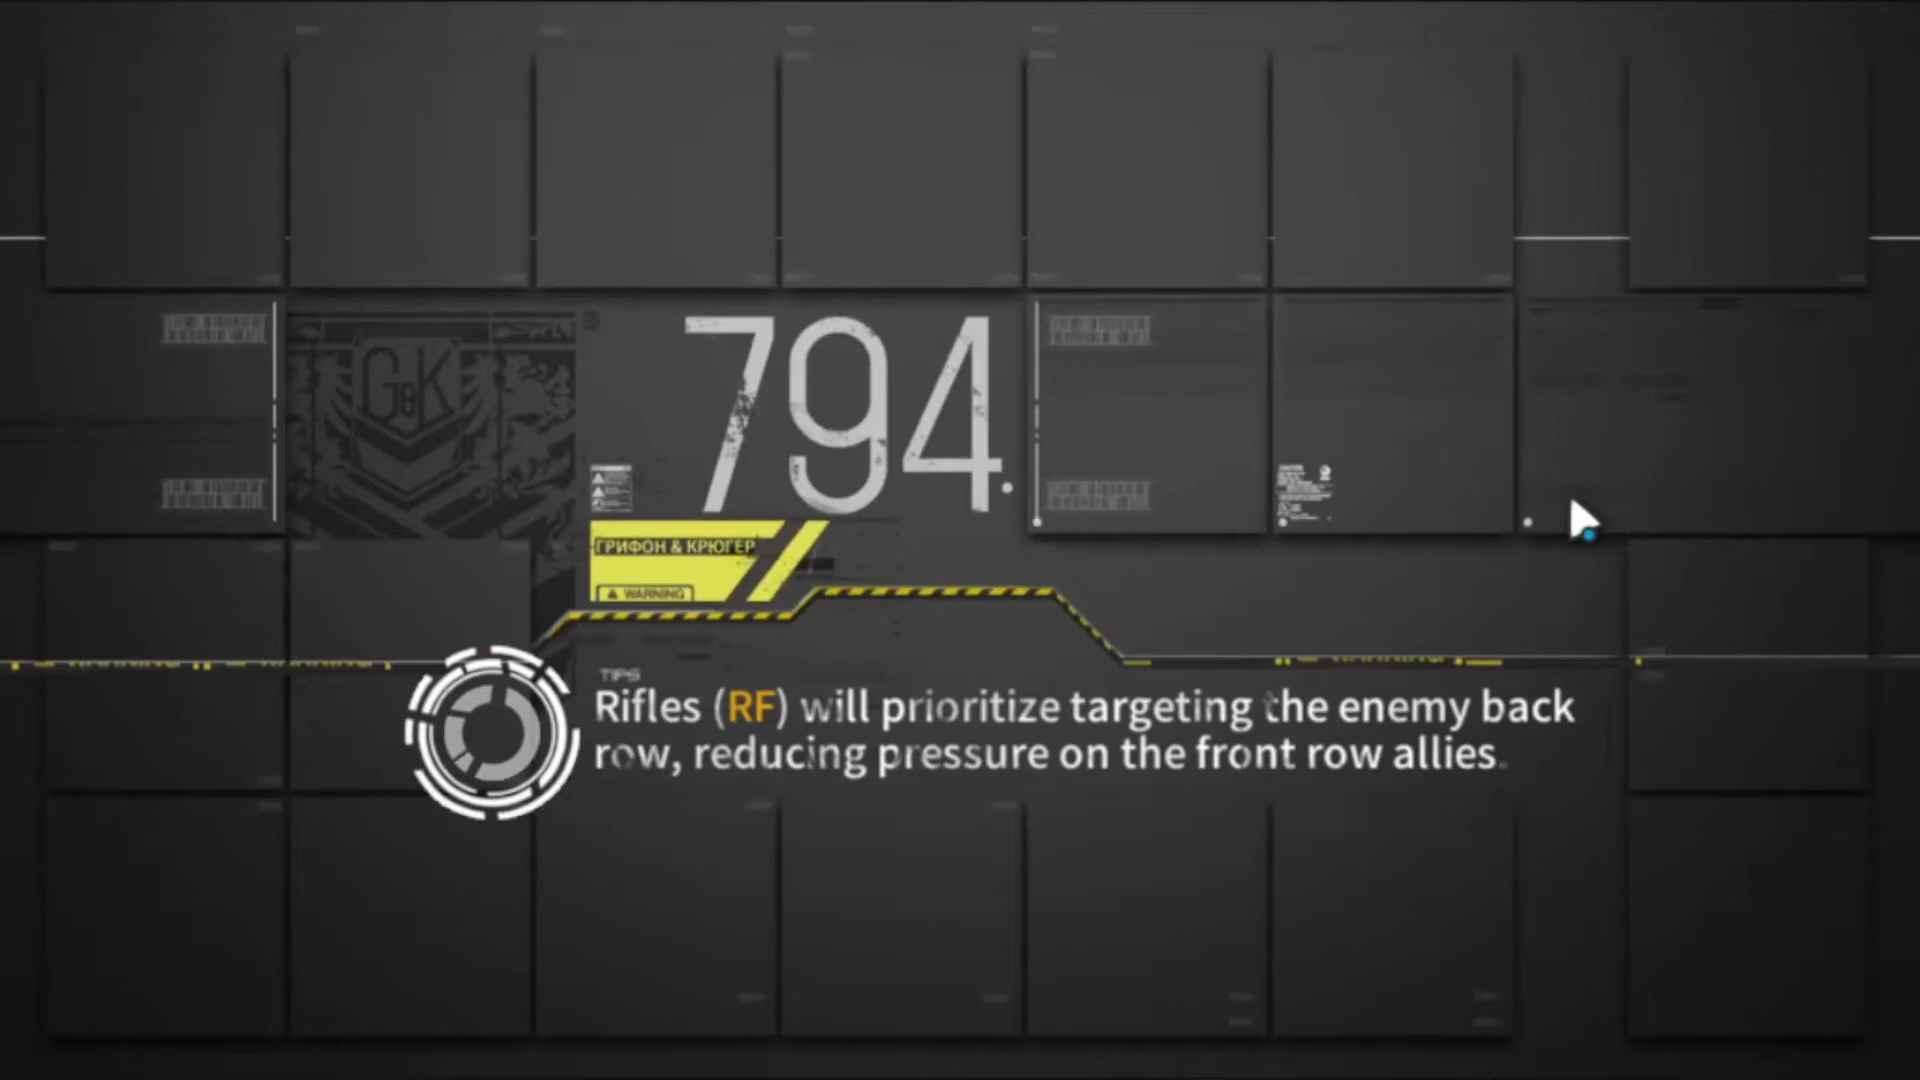 G&K
794.
ГРИФОН & КРЮГЕР
WARNING
TIPS
Rifles (RF) will prioritize targeting the enemy back
row, reducing pressure on the front row allies.